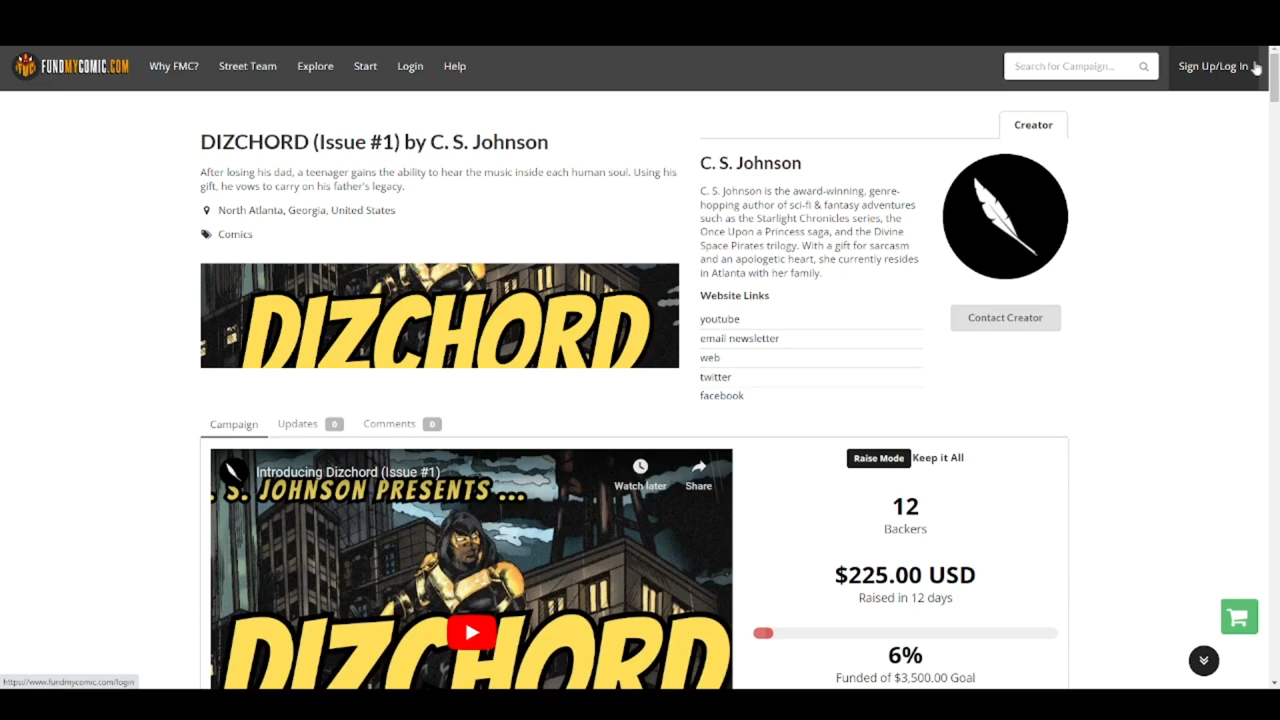 FUNDMYCOMIC.COM
Why FMC?
Street Team
Explore
Start
Login
Help
Search for Campaign...
Sign Up/Log In
DIZCHORD (Issue #1) by C. S. Johnson
After losing his dad, a teenager gains the ability to hear the music inside each human soul. Using his
gift, he vows to carry on his father's legacy.
North Atlanta, Georgia, United States
Comics
DIZCHORD
Creator
C. S. Johnson
C. S. Johnson is the award-winning, genre-
hopping author of sci-fi & fantasy adventures
such as the Starlight Chronicles series, the
Once Upon a Princess saga, and the Divine
Space Pirates trilogy. With a gift for sarcasm
and an apologetic heart, she currently resides
in Atlanta with her family.
Website Links
youtube
email newsletter
web
twitter
facebook
Contact Creator
Campaign
Updates 0
Comments 0
Introducing Dizchord (Issue #1)
Watch later
Share
. S. JOHNSON PRESENTS ...
DIZCHORD
Raise Mode Keep it All
12
Backers
$225.00 USD
Raised in 12 days
6%
Funded of $3,500.00 Goal
https://www.fundmycomic.com/login